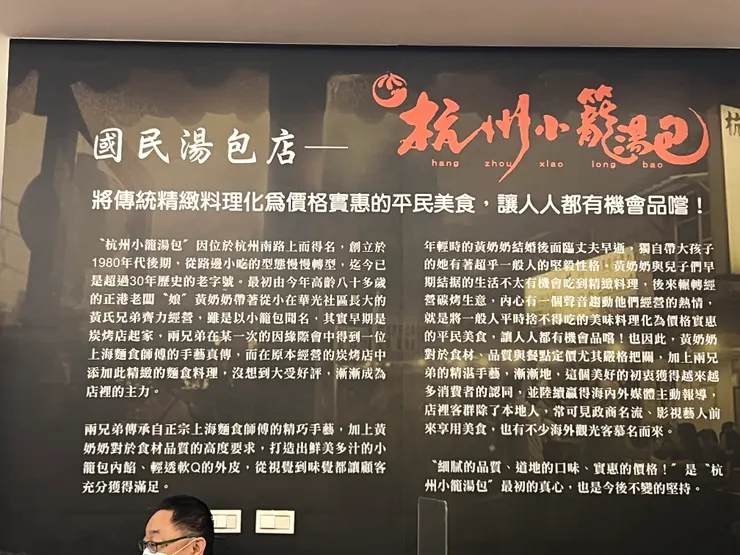 國民湯包店—
杭州小籠湯包
hang zhou xiao long bao
將傳統精緻料理化為價格實惠的平民美食，讓人人都有機會品嚐！
〝杭州小籠湯包〞因位於杭州南路上而得名，創立於
1980年代後期，從路邊小吃的型態慢慢轉型，迄今已
是超過30年歷史的老字號。最初由今年高齡八十多歲
的正港老闆〝娘〞黃奶奶帶著從小在華光社區長大的
黃氏兄弟齊力經營，雖是以小籠包聞名，其實早期是
炭烤店起家，兩兄弟在某一次的因緣際會中得到一位
上海麵食師傅的手藝真傳，而在原本經營的炭烤店中
添加此精緻的麵食料理，沒想到大受好評，漸漸成為
店裡的主力。
兩兄弟傳承自正宗上海麵食師傅的精巧手藝，加上黃
奶奶對於食材品質的高度要求，打造出鮮美多汁的小
籠包內餡、輕透軟Q的外皮，從視覺到味覺都讓顧客
充分獲得滿足。
年輕時的黃奶奶結婚後面臨丈夫早逝，獨自帶大孩子
的她有著超乎一般人的堅毅性格，黃奶奶與兒子們早
期結据的生活不太有機會吃到精緻料理，後來輾轉經
營碳烤生意，內心有一個聲音趨動他們經營的熱情，
就是將一般人平時捨不得吃的美味料理化為價格實惠
的平民美食，讓人人都有機會品嚐！也因此，黃奶奶
對於食材、品質與餐點定價尤其嚴格把關，加上兩兄
弟的精湛手藝，漸漸地，這個美好的初衷獲得越來越
多消費者的認同，並陸續贏得海內外媒體主動報導，
店裡客群除了本地人，常可見政商名流、影視藝人前
來享用美食，也有不少海外觀光客慕名而來。
〝細膩的品質、道地的口味、實惠的價格！〞是〝杭
州小籠湯包〞最初的真心，也是今後不變的堅持。
杭